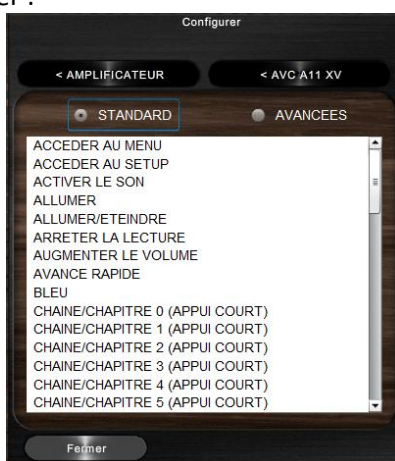 er :
Configurer
< AMPLIFICATEUR < AVC A11 XV
STANDARD AVANCEES
ACCEDER AU MENU
ACCEDER AU SETUP
ACTIVER LE SON
ALLUMER
ALLUMER/ETEINDRE
ARRETER LA LECTURE
AUGMENTER LE VOLUME
AVANCE RAPIDE
BLEU
CHAINE/CHAPITRE 0 (APPUI COURT)
CHAINE/CHAPITRE 1 (APPUI COURT)
CHAINE/CHAPITRE 2 (APPUI COURT)
CHAINE/CHAPITRE 3 (APPUI COURT)
CHAINE/CHAPITRE 4 (APPUI COURT)
CHAINE/CHAPITRE 5 (APPUI COURT)
Fermer